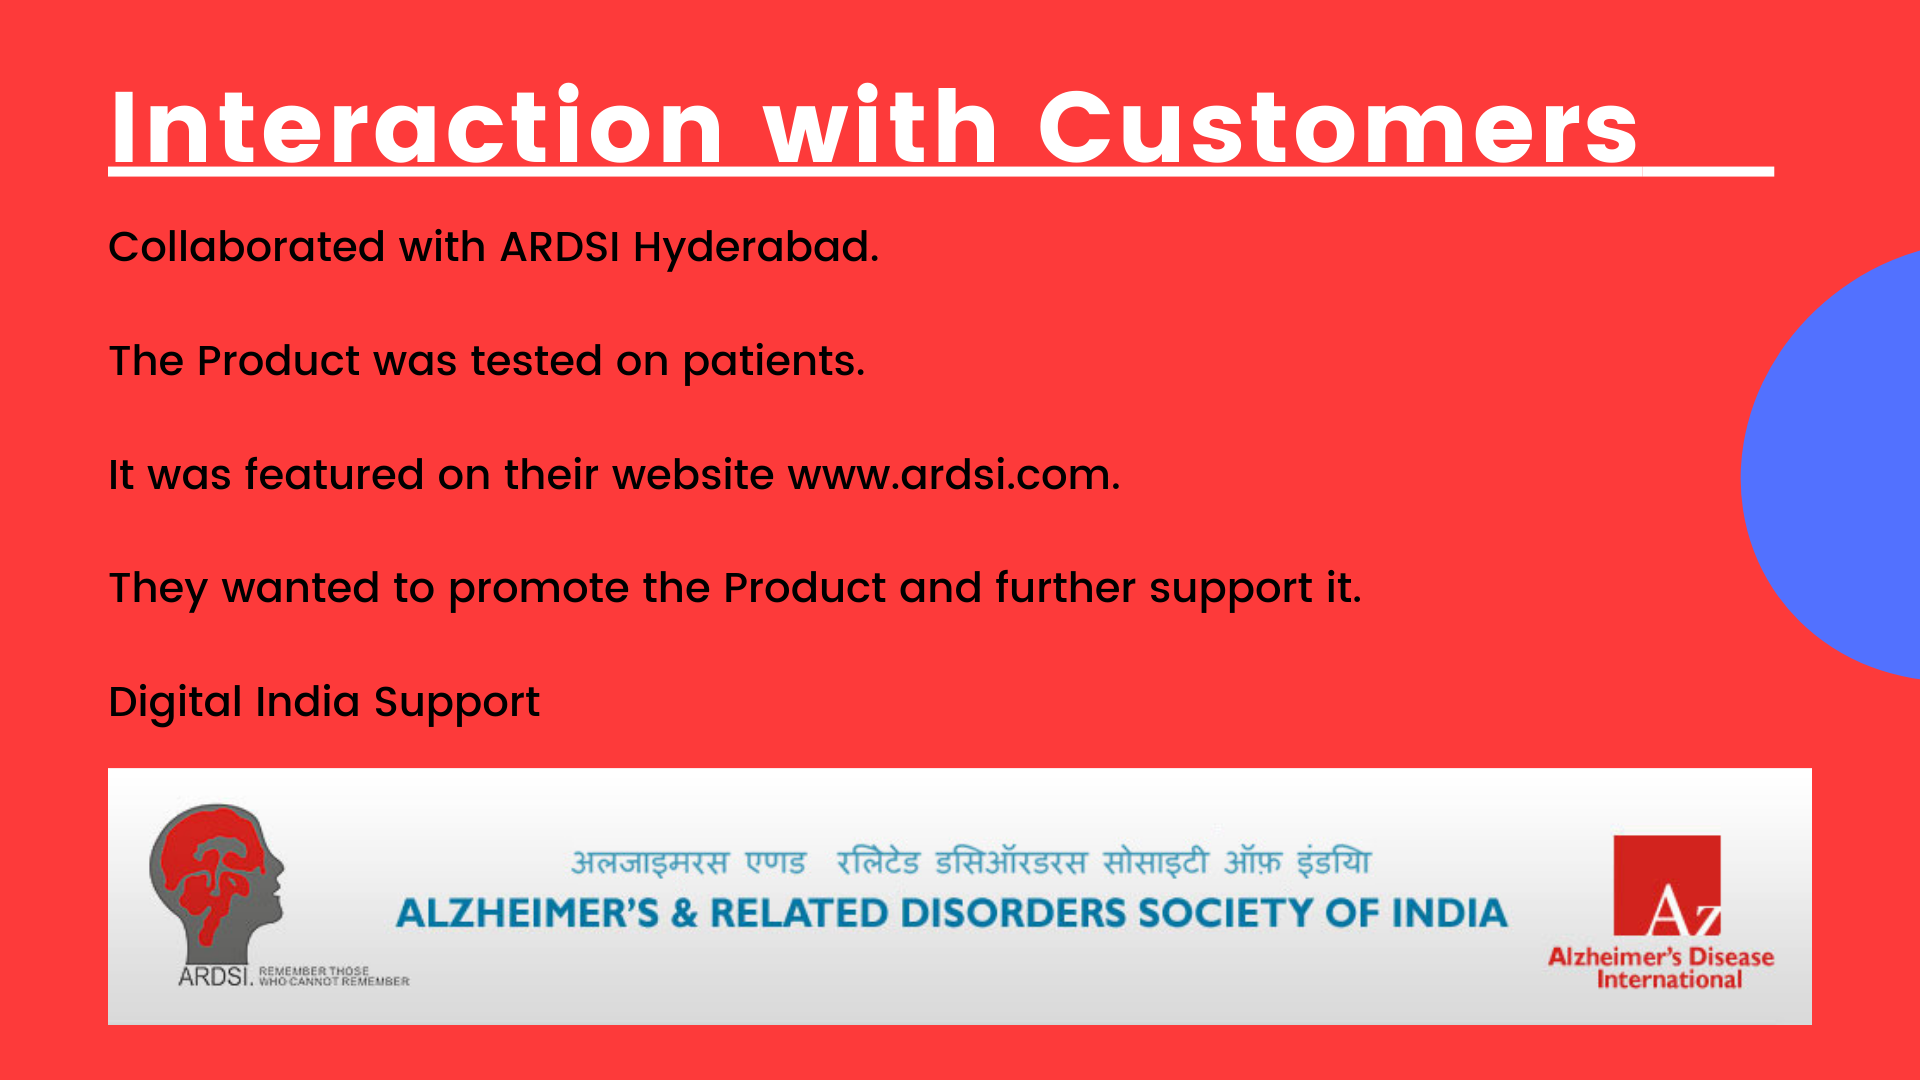 Interaction with Customers
Collaborated with ARDSI Hyderabad.
The Product was tested on patients.
It was featured on their website www.ardsi.com.
They wanted to promote the Product and further support it.
Digital India Support
अलजाइमरस एणड रलिटेड डसिऑरडरस सोसाइटी ऑफ़ इंडयिा
ALZHEIMER'S & RELATED DISORDERS SOCIETY OF INDIA
ARDSI. REMEMBER THOSE
WHO CANNOT REMEMBER
Az
Alzheimer's Disease
International